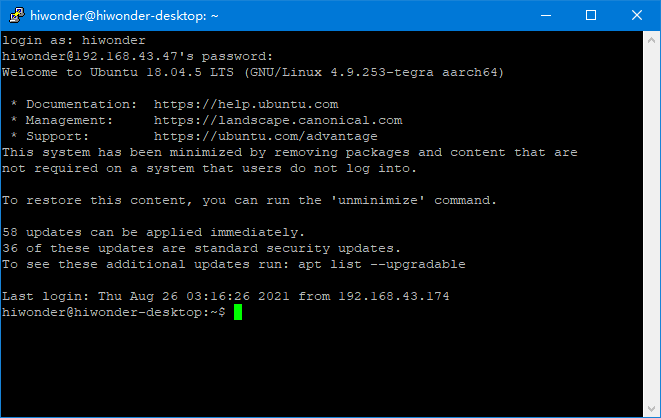 hiwonder@hiwonder-desktop: ~
login as: hiwonder
hiwonder@192.168.43.47's password:
Welcome to Ubuntu 18.04.5 LTS (GNU/Linux 4.9.253-tegra aarch64)
* Documentation:  https://help.ubuntu.com
* Management:     https://landscape.canonical.com
* Support:        https://ubuntu.com/advantage
This system has been minimized by removing packages and content that are
not required on a system that users do not log into.
To restore this content, you can run the 'unminimize' command.
58 updates can be applied immediately.
36 of these updates are standard security updates.
To see these additional updates run: apt list --upgradable
Last login: Thu Aug 26 03:16:26 2021 from 192.168.43.174
hiwonder@hiwonder-desktop:~$